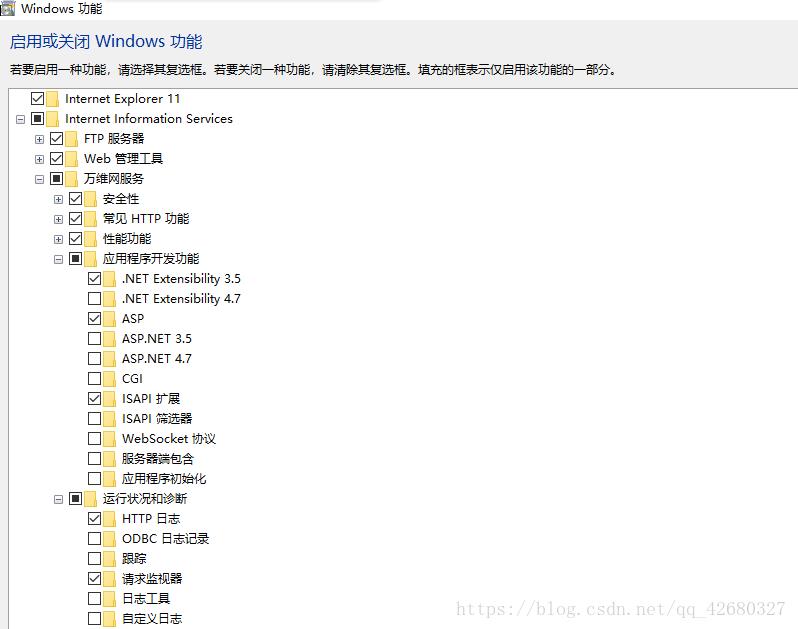 Windows 功能
启用或关闭 Windows 功能
若要启用一种功能，请选择其复选框。若要关闭一种功能，请清除其复选框。填充的框表示仅启用该功能的一部分。
Internet Explorer 11
Internet Information Services
FTP 服务器
Web 管理工具
万维网服务
安全性
常见 HTTP 功能
性能功能
应用程序开发功能
.NET Extensibility 3.5
.NET Extensibility 4.7
ASP
ASP.NET 3.5
ASP.NET 4.7
CGI
ISAPI 扩展
ISAPI 筛选器
WebSocket 协议
服务器端包含
应用程序初始化
运行状况和诊断
HTTP 日志
ODBC 日志记录
跟踪
请求监视器
日志工具
自定义日志
https://blog.csdn.net/qq_42680327